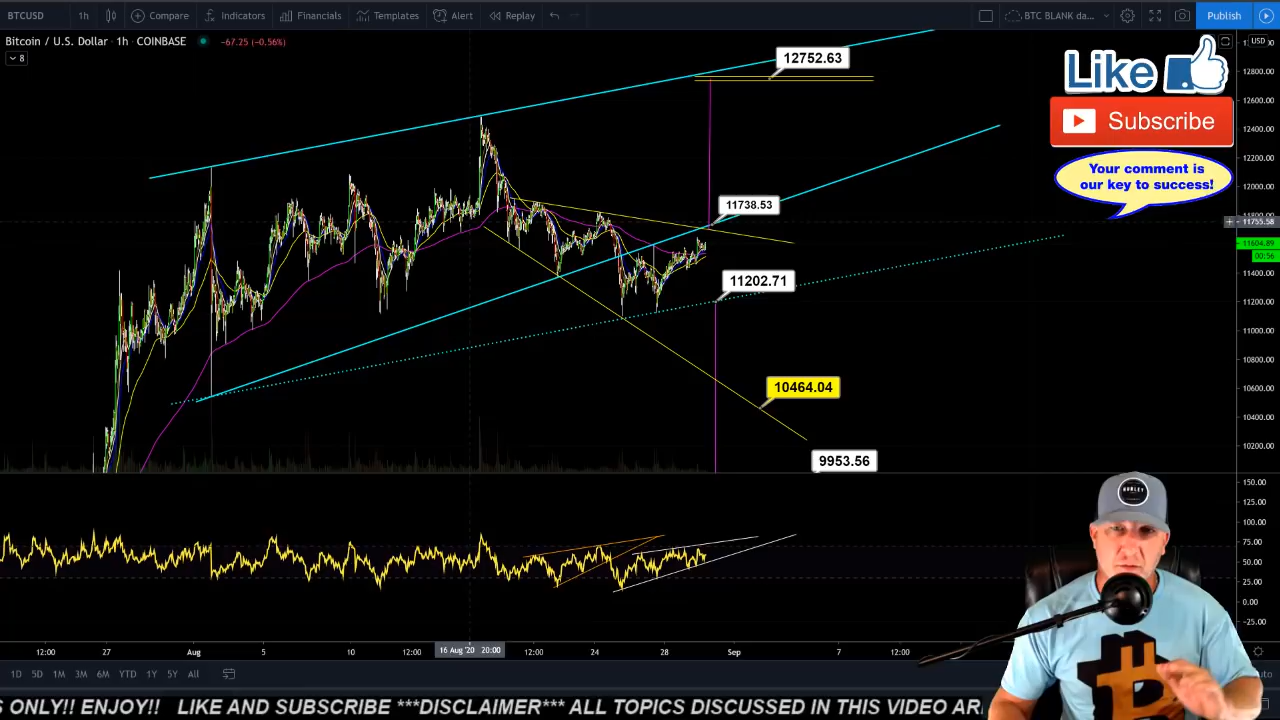 BTCUSD 1h Compare Indicators Financials Templates Alert Replay BTC BLANK da... Publish
Bitcoin / U.S. Dollar · 1h · COINBASE -67.25 (-0.56%)
8
USD
12752.63
12800.00
Like
12600.00
Subscribe
12400.00
12200.00
Your comment is
our key to success!
12000.00
11738.53
11755.58
11604.89
00:56
11202.71
11400.00
11200.00
11000.00
10800.00
10464.04
10600.00
10400.00
10200.00
9953.56
150.00
125.00
100.00
75.00
50.00
25.00
0.00
-25.00
HURLEY
12:00 27 Aug 5 10 12:00 16 Aug '20 20:00 12:00 24 28 Sep 7 12:00
1D 5D 1M 3M 6M YTD 1Y 5Y All
S ONLY!! ENJOY!! LIKE AND SUBSCRIBE ***DISCLAIMER*** ALL TOPICS DISCUSSED IN THIS VIDEO AR